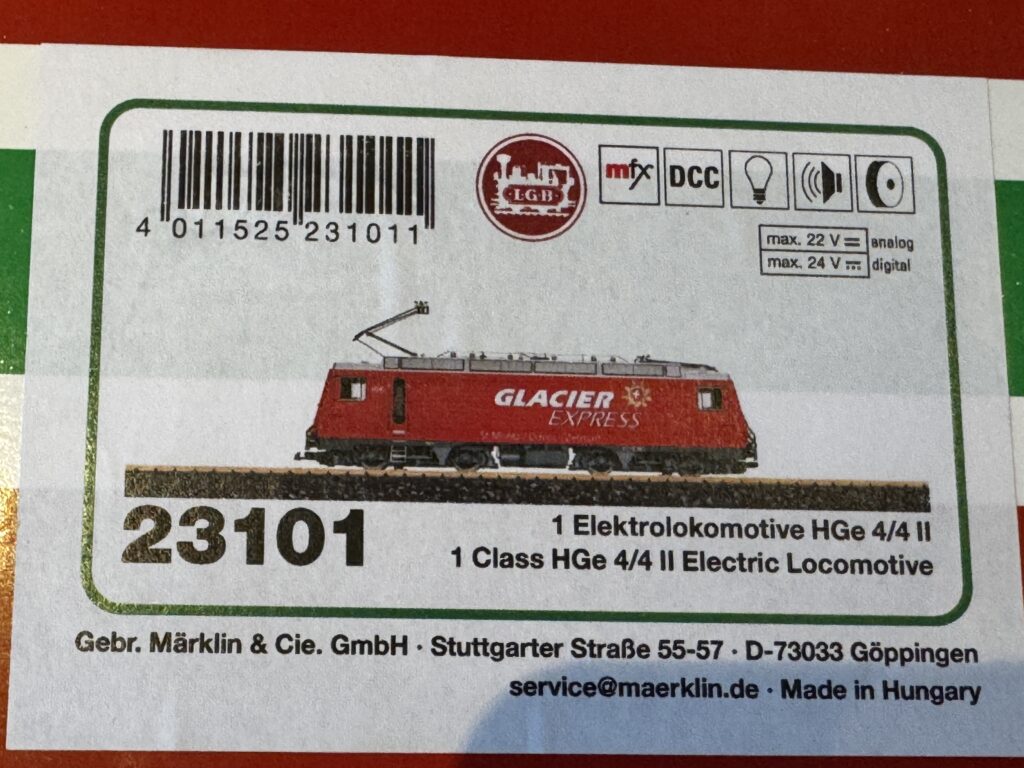 4 011525 231011
LGB
mfx
DCC
max. 22 V
analog
max. 24 V
digital
GLACIER
EXPRESS
23101
1 Elektrolokomotive HGe 4/4 II
1 Class HGe 4/4 II Electric Locomotive
Gebr. Märklin & Cie. GmbH · Stuttgarter Straße 55-57 · D-73033 Göppingen
service@maerklin.de · Made in Hungary